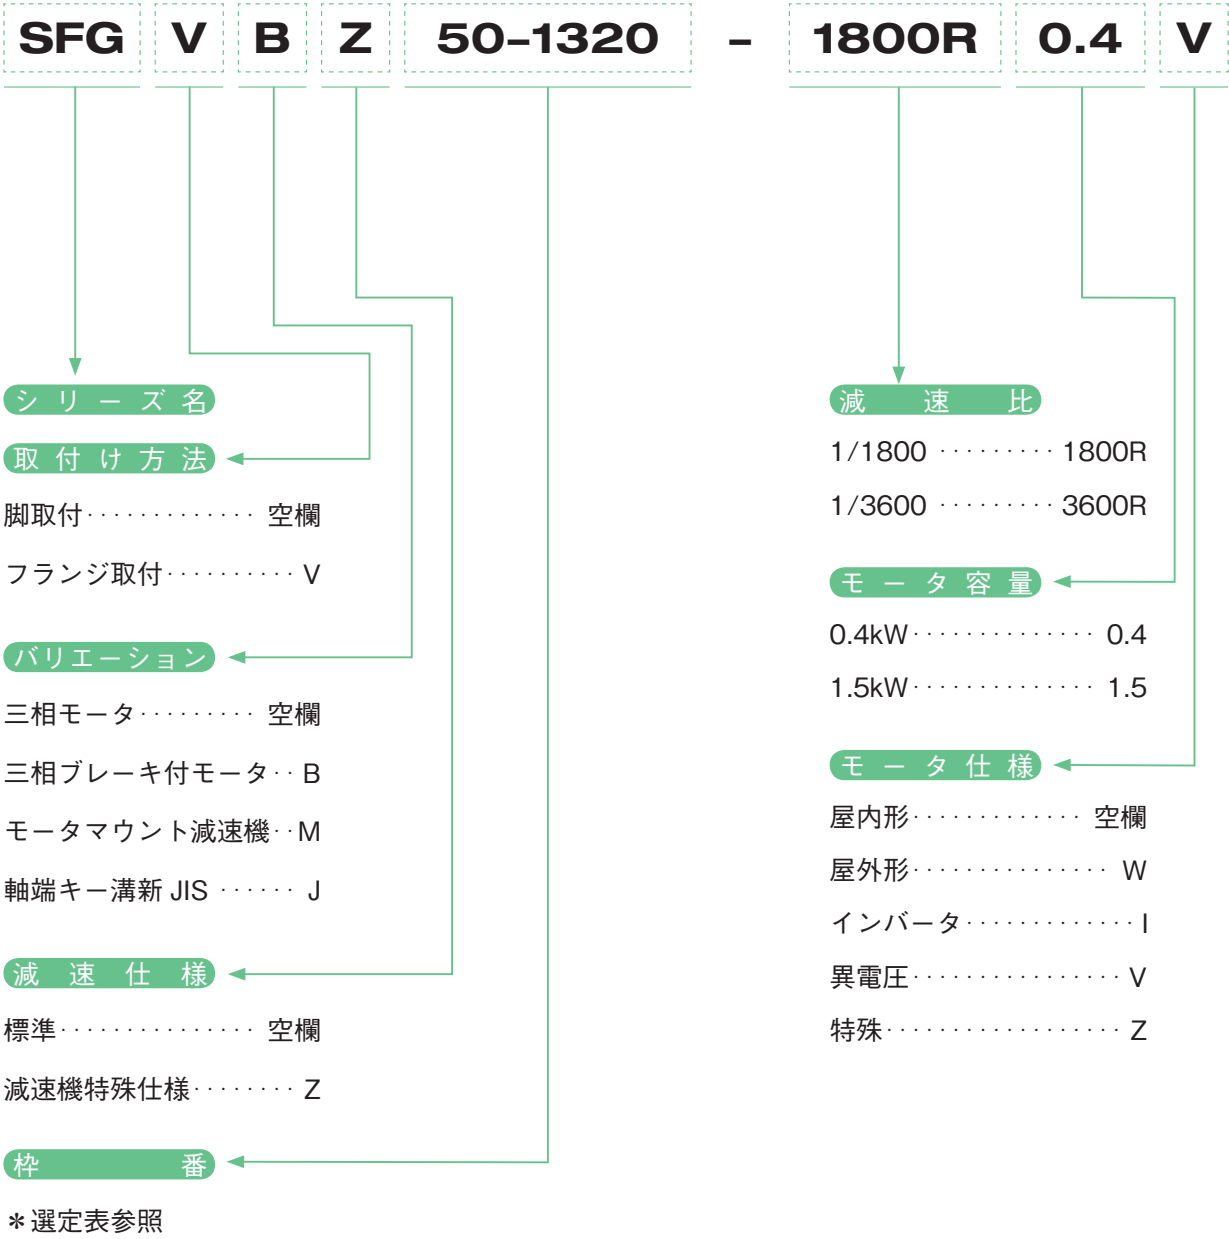 SFG V B Z 50-1320 - 1800R 0.4 V
シリーズ名
取付け方法
脚取付・・・・・・・・・・・・・ 空欄
フランジ取付・・・・・・・・・・ V
バリエーション
三相モータ・・・・・・・・・ 空欄
三相ブレーキ付モータ・・B
モータマウント減速機・・M
軸端キー溝新 JIS ・・・・・・ J
減速仕様
標準・・・・・・・・・・・・・・・ 空欄
減速機特殊仕様・・・・・・・・ Z
枠番
＊選定表参照
減速比
1/1800 ・・・・・・・・・ 1800R
1/3600 ・・・・・・・・・ 3600R
モータ容量
0.4kW・・・・・・・・・・・・・・ 0.4
1.5kW・・・・・・・・・・・・・・ 1.5
モータ仕様
屋内形・・・・・・・・・・・・・ 空欄
屋外形・・・・・・・・・・・・・・・ W
インバータ・・・・・・・・・・・・・I
異電圧・・・・・・・・・・・・・・・・ V
特殊・・・・・・・・・・・・・・・・・・ Z